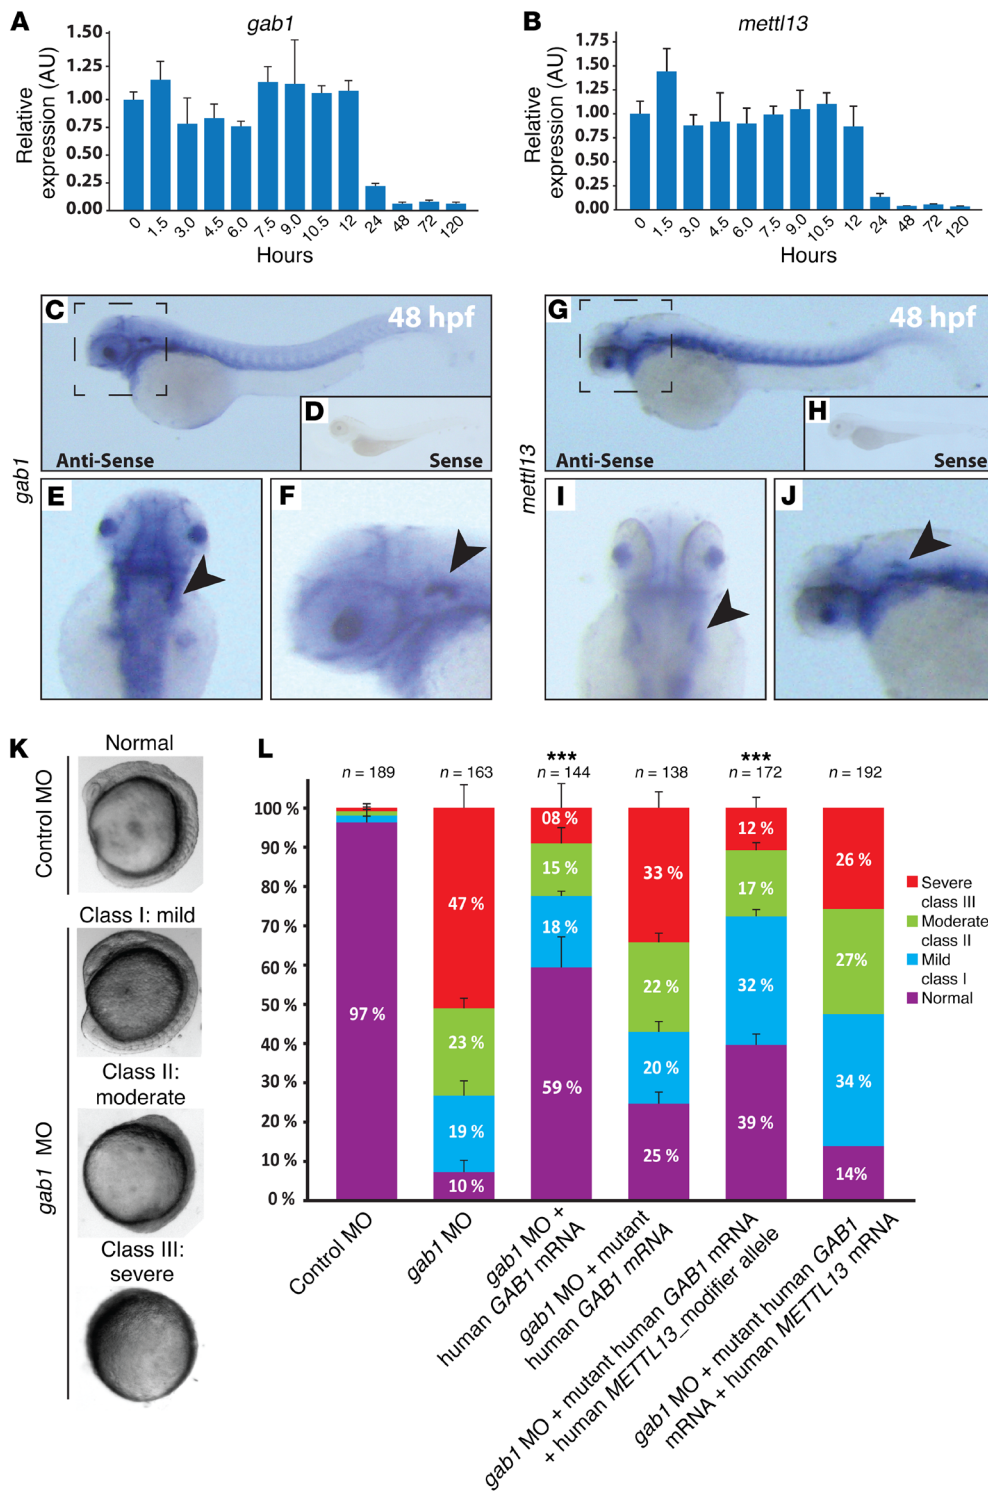 A
gab1
1.50
1.25
1.00
0.75
0.50
0.25
0.00
Relative
expression (AU)
0 1.5 3.0 4.5 6.0 7.5 9.0 10.5 12 24 48 72 120
Hours
B
mettl13
1.75
1.50
1.25
1.00
0.75
0.50
0.25
0.00
Relative
expression (AU)
0 1.5 3.0 4.5 6.0 7.5 9.0 10.5 12 24 48 72 120
Hours
gab1
C
48 hpf
Anti-Sense
D
Sense
E
F
mettl13
G
48 hpf
Anti-Sense
H
Sense
I
J
K
Normal
Control MO
Class I: mild
Class II:
moderate
gab1 MO
Class III:
severe
L
***
***
n = 189 n = 163 n = 144 n = 138 n = 172 n = 192
100 %
90 %
80 %
70 %
60 %
50 %
40 %
30 %
20 %
10 %
0 %
97 %
47 %
23 %
19 %
10 %
08 %
15 %
18 %
59 %
33 %
22 %
20 %
25 %
12 %
17 %
32 %
39 %
26 %
27%
34 %
14%
Severe
class III
Moderate
class II
Mild
class I
Normal
Control MO
gab1 MO
gab1 MO +
human GAB1 mRNA
gab1 MO + mutant
human GAB1 mRNA
gab1 MO + mutant human GAB1 mRNA
+ human METTL13_modifier allele
gab1 MO + mutant human GAB1
mRNA + human METTL13 mRNA